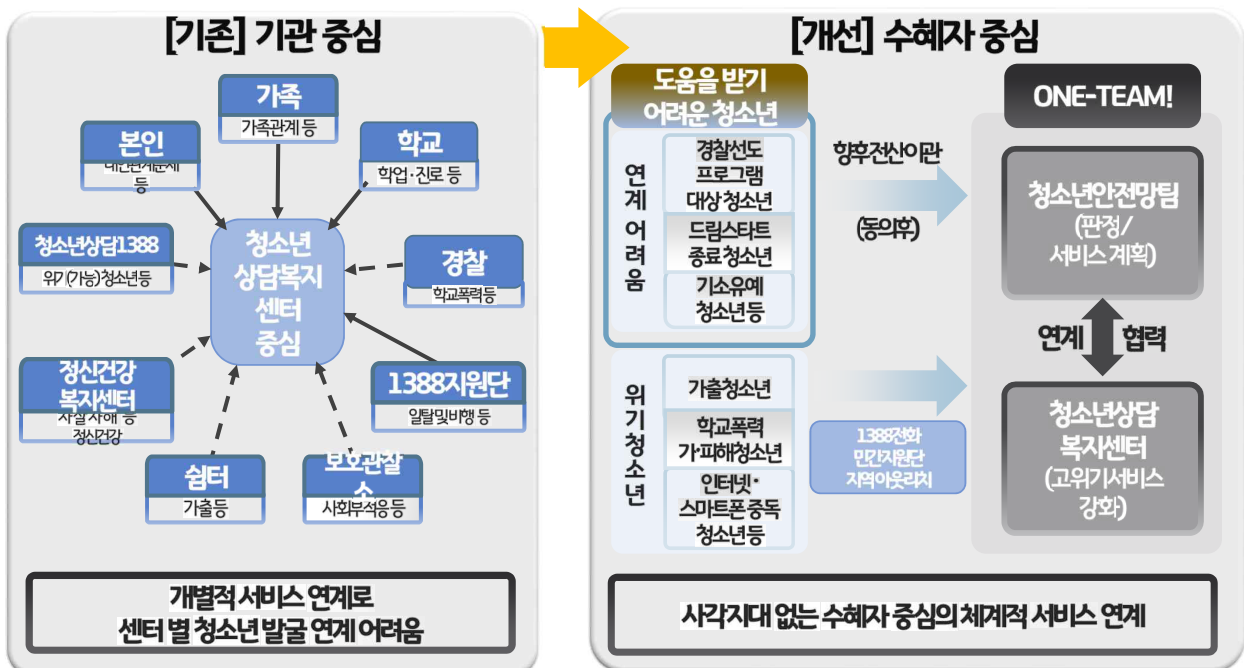 [기존] 기관 중심
가족
가족관계 등
본인
대인관계문제
등
학교
학업·진로 등
청소년상담1388
위기(가능)청소년 등
청소년
상담복지
센터
중심
경찰
학교폭력 등
정신건강
복지센터
자살 자해 등
정신건강
1388지원단
일탈 및 비행 등
쉼터
가출 등
보호관찰
소
사회부적응 등
개별적 서비스 연계로
센터 별 청소년 발굴 연계 어려움
[개선] 수혜자 중심
도움을 받기
어려운 청소년
연계 어려움
경찰선도
프로그램
대상 청소년
드림스타트
종료 청소년
기소유예
청소년 등
향후전산이관
(동의후)
위기청소년
가출청소년
학교폭력
가·피해청소년
인터넷·
스마트폰 중독
청소년 등
1388전화
민간지원단
지역아웃리치
ONE-TEAM!
청소년안전망팀
(판정/
서비스 계획)
연계 협력
청소년상담
복지센터
(고위기서비스
강화)
사각지대 없는 수혜자 중심의 체계적 서비스 연계